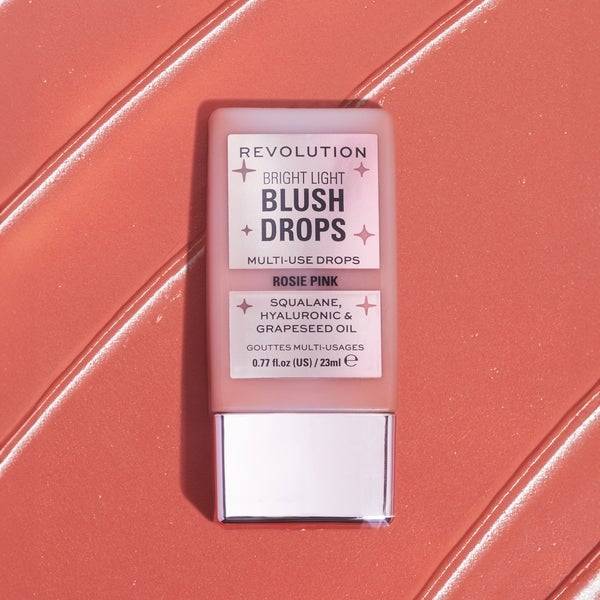 REVOLUTION
BRIGHT LIGHT
BLUSH
DROPS
MULTI-USE DROPS
ROSIE PINK
SQUALANE,
HYALURONIC &
GRAPESEED OIL
GOUTTES MULTI-USAGES
0.77 fl.oz (US) / 23ml ℮